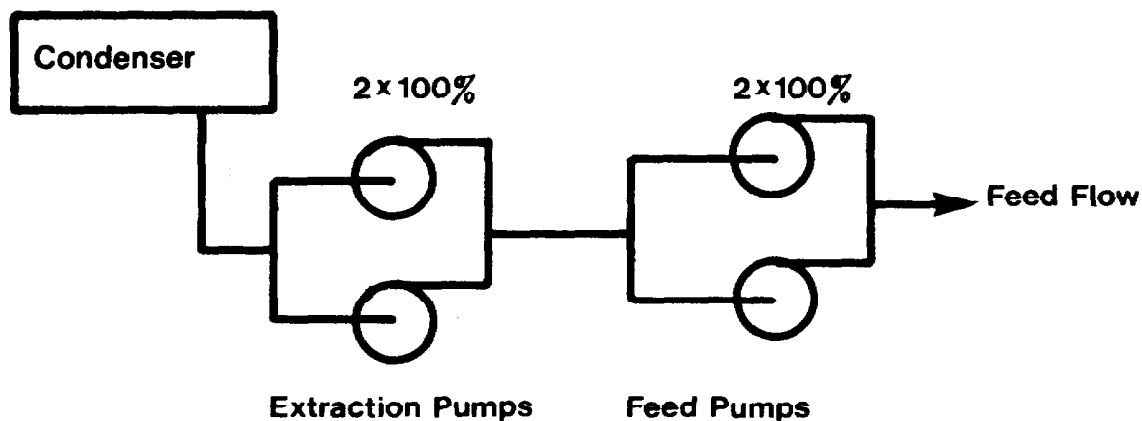 Condenser
2×100%
2×100%
Feed Flow
Extraction Pumps
Feed Pumps